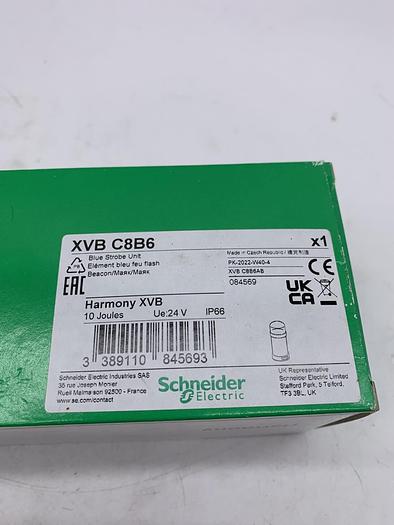 XVB C8B6
x1
Blue Strobe Unit
Elément bleu feu flash
Beacon/Маяк/Маяк
Made in Czech Republic /
PK-2022-W40-4
XVB C8B6AB
084569
CE
EAC
UK
CA
Harmony XVB
10 Joules Ue:24 V IP66
3 389110 845693
Schneider Electric Industries SAS
35 rue Joseph Monier
Rueil Malmaison 92500 - France
www.se.com/contact
Schneider
Electric
UK Representative
Schneider Electric Limited
Stafford Park, 5 Telford,
TF3 3BL, UK